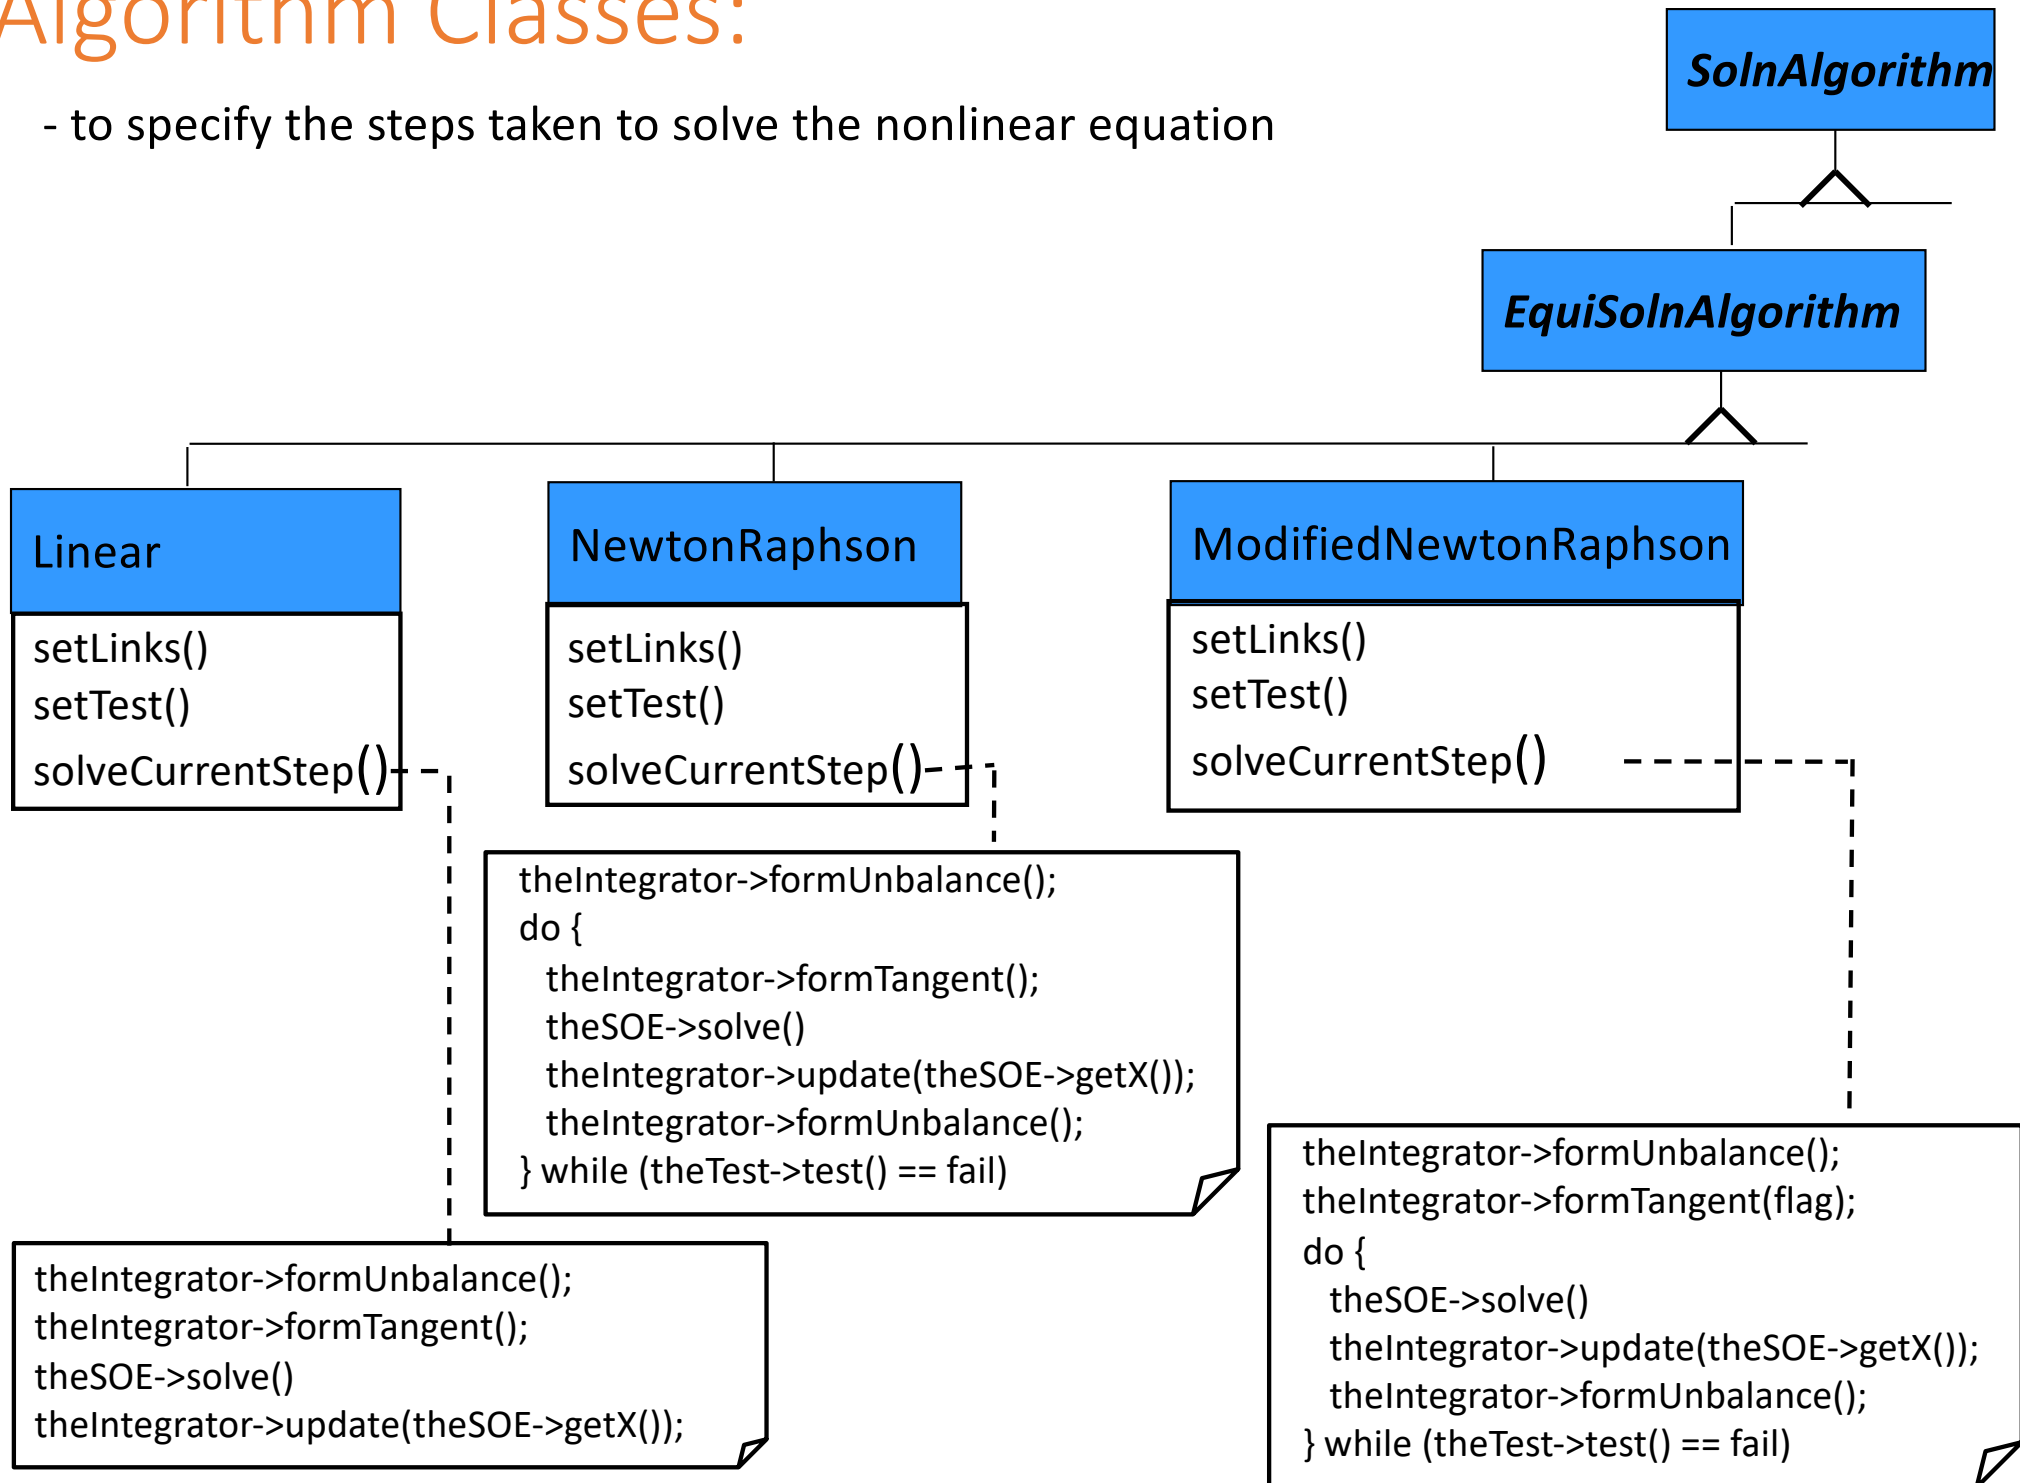 Algorithm Classes:
- to specify the steps taken to solve the nonlinear equation
SolnAlgorithm
EquiSolnAlgorithm
Linear
setLinks()
setTest()
solveCurrentStep()
NewtonRaphson
setLinks()
setTest()
solveCurrentStep()
ModifiedNewtonRaphson
setLinks()
setTest()
solveCurrentStep()
theIntegrator->formUnbalance();
do {
theIntegrator->formTangent();
theSOE->solve()
theIntegrator->update(theSOE->getX());
theIntegrator->formUnbalance();
} while (theTest->test() == fail)
theIntegrator->formUnbalance();
theIntegrator->formTangent();
theSOE->solve()
theIntegrator->update(theSOE->getX());
theIntegrator->formUnbalance();
theIntegrator->formTangent(flag);
do {
theSOE->solve()
theIntegrator->update(theSOE->getX());
theIntegrator->formUnbalance();
} while (theTest->test() == fail)